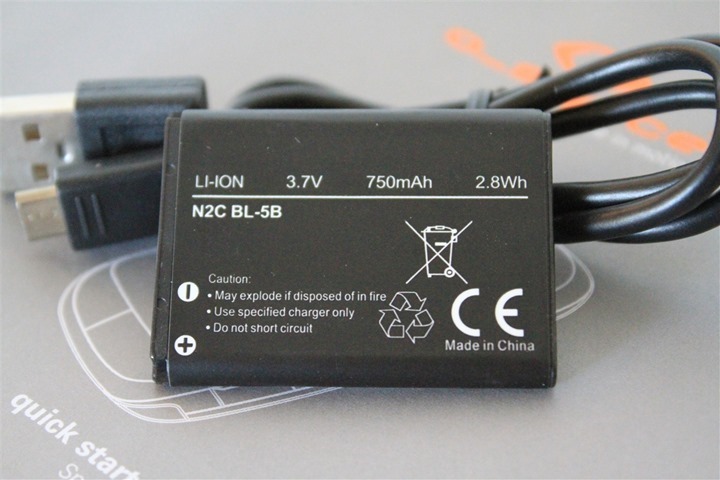 LI-ION 3.7V 750mAh 2.8Wh
N2C BL-5B
Caution:
• May explode if disposed of in fire
• Use specified charger only
• Do not short circuit
CE
Made in China
quick start